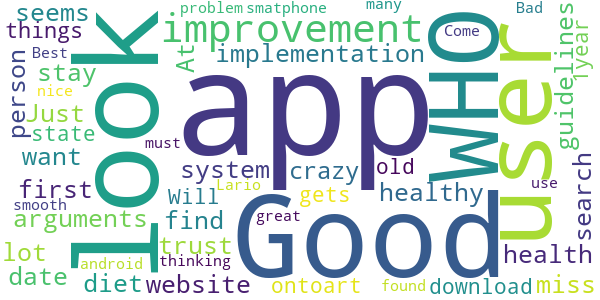 seems
problem
smatphone
many
Bad
things
Best
At
improvement
Come
1year
nice
implementation
person
stay
look
app
WHO
user
guidelines
Just
state
must
want
system
crazy
old
Lario
healthy
use
first
Will
gets
search
smooth
great
arguments
find
Good
trust
lot
android
thinking
health
date
diet
website
ontoart
found
download
miss